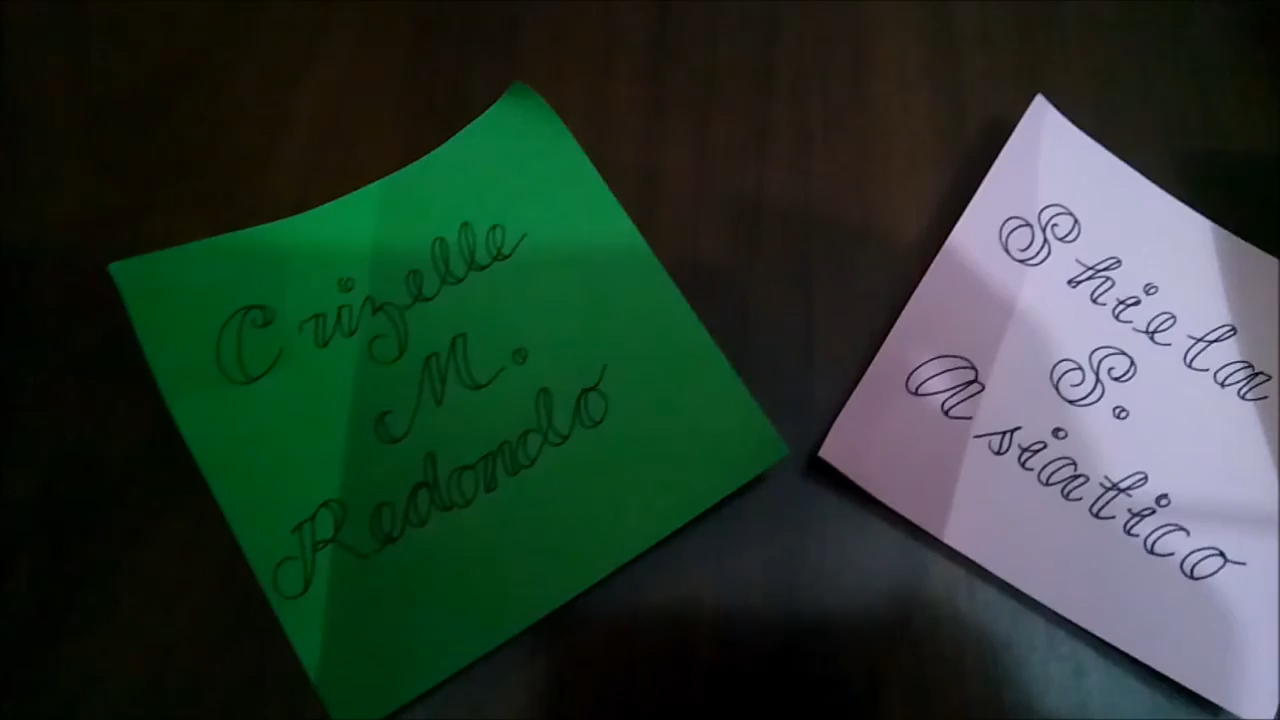 Crizelle
M.
Redondo
Shiela
S.
Asiatico